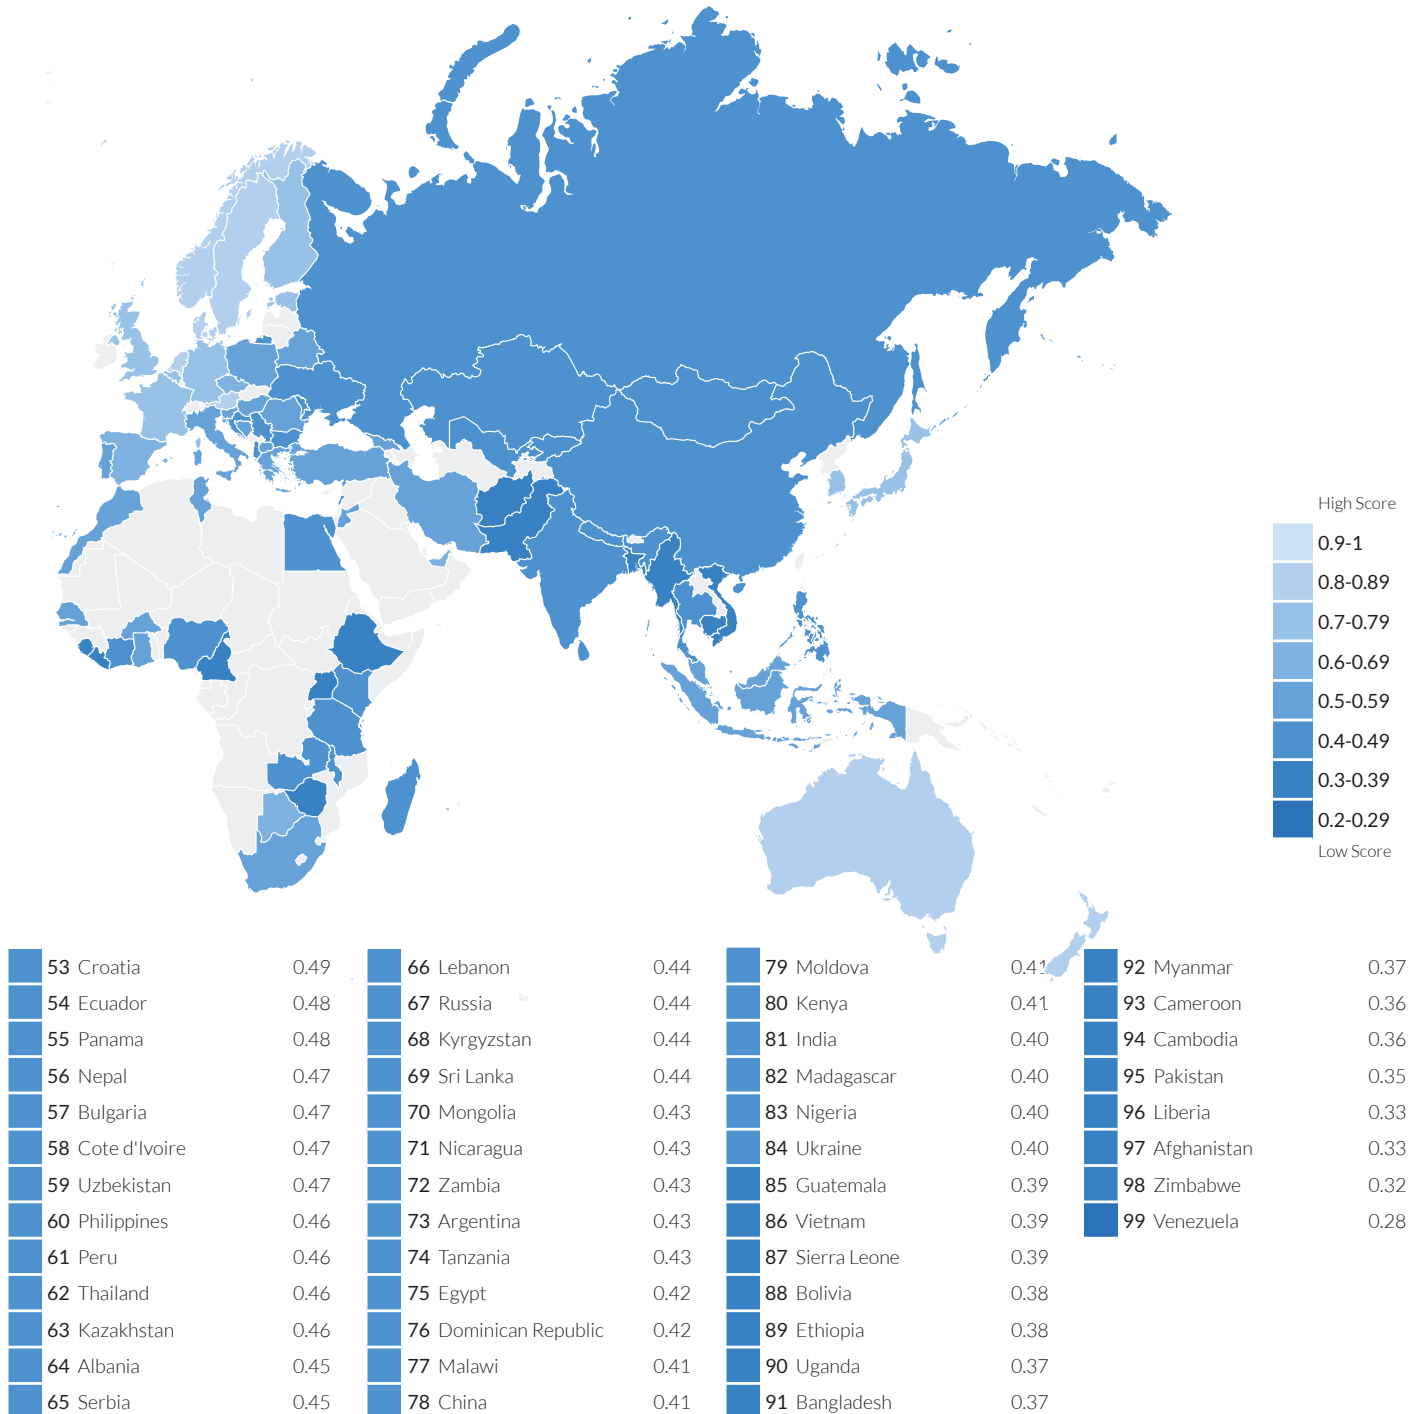 High Score
0.9-1
0.8-0.89
0.7-0.79
0.6-0.69
0.5-0.59
0.4-0.49
0.3-0.39
0.2-0.29
Low Score
53 Croatia 0.49
54 Ecuador 0.48
55 Panama 0.48
56 Nepal 0.47
57 Bulgaria 0.47
58 Cote d'Ivoire 0.47
59 Uzbekistan 0.47
60 Philippines 0.46
61 Peru 0.46
62 Thailand 0.46
63 Kazakhstan 0.46
64 Albania 0.45
65 Serbia 0.45
66 Lebanon 0.44
67 Russia 0.44
68 Kyrgyzstan 0.44
69 Sri Lanka 0.44
70 Mongolia 0.43
71 Nicaragua 0.43
72 Zambia 0.43
73 Argentina 0.43
74 Tanzania 0.43
75 Egypt 0.42
76 Dominican Republic 0.42
77 Malawi 0.41
78 China 0.41
79 Moldova 0.41
80 Kenya 0.41
81 India 0.40
82 Madagascar 0.40
83 Nigeria 0.40
84 Ukraine 0.40
85 Guatemala 0.39
86 Vietnam 0.39
87 Sierra Leone 0.39
88 Bolivia 0.38
89 Ethiopia 0.38
90 Uganda 0.37
91 Bangladesh 0.37
92 Myanmar 0.37
93 Cameroon 0.36
94 Cambodia 0.36
95 Pakistan 0.35
96 Liberia 0.33
97 Afghanistan 0.33
98 Zimbabwe 0.32
99 Venezuela 0.28